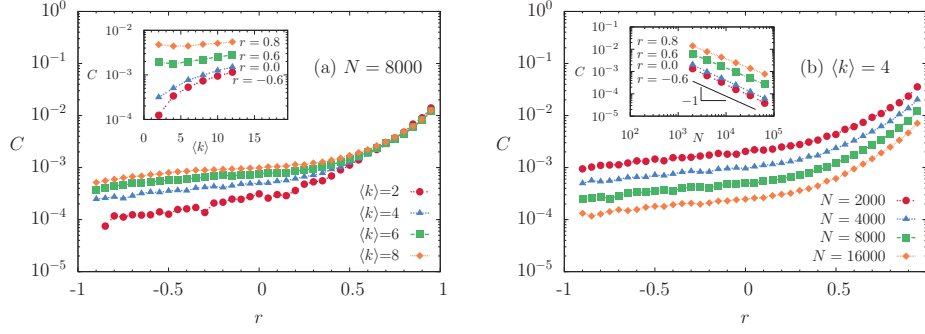 10^0
10^-1
10^-2
10^-3
10^-4
10^-5
C
-1
-0.5
0
0.5
1
r
(a) N = 8000
⟨k⟩=2
⟨k⟩=4
⟨k⟩=6
⟨k⟩=8
10^-2
10^-3
10^-4
C
0
5
10
15
⟨k⟩
r = 0.8
r = 0.6
r = 0.0
r = −0.6
10^0
10^-1
10^-2
10^-3
10^-4
10^-5
C
-1
-0.5
0
0.5
r
(b) ⟨k⟩ = 4
N = 2000
N = 4000
N = 8000
N = 16000
10^-1
10^-2
10^-3
10^-4
10^-5
C
10^2
10^3
10^4
10^5
N
r = 0.8
r = 0.6
r = 0.0
r = −0.6
−1